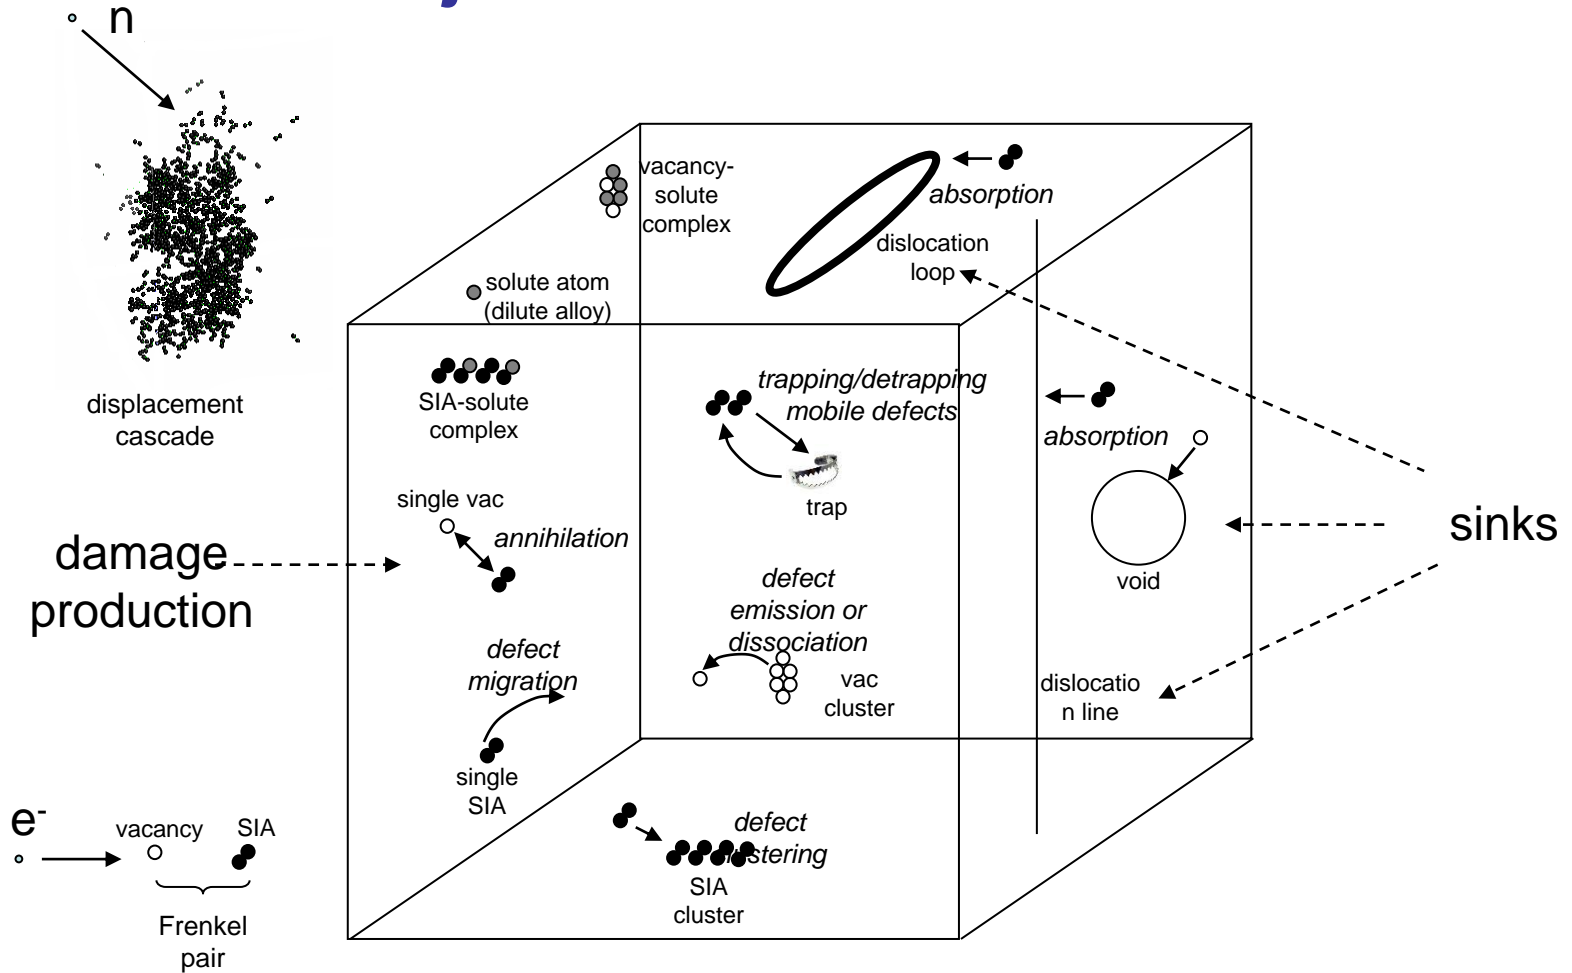 n
displacement
cascade
damage
production
e-
vacancy
SIA
Frenkel
pair
vacancy-
solute
complex
solute atom
(dilute alloy)
SIA-solute
complex
single vac
annihilation
defect
migration
single
SIA
absorption
dislocation
loop
trapping/detrapping
mobile defects
trap
defect
emission or
dissociation
vac
cluster
defect
SIA
cluster
absorption
void
dislocatio
n line
sinks